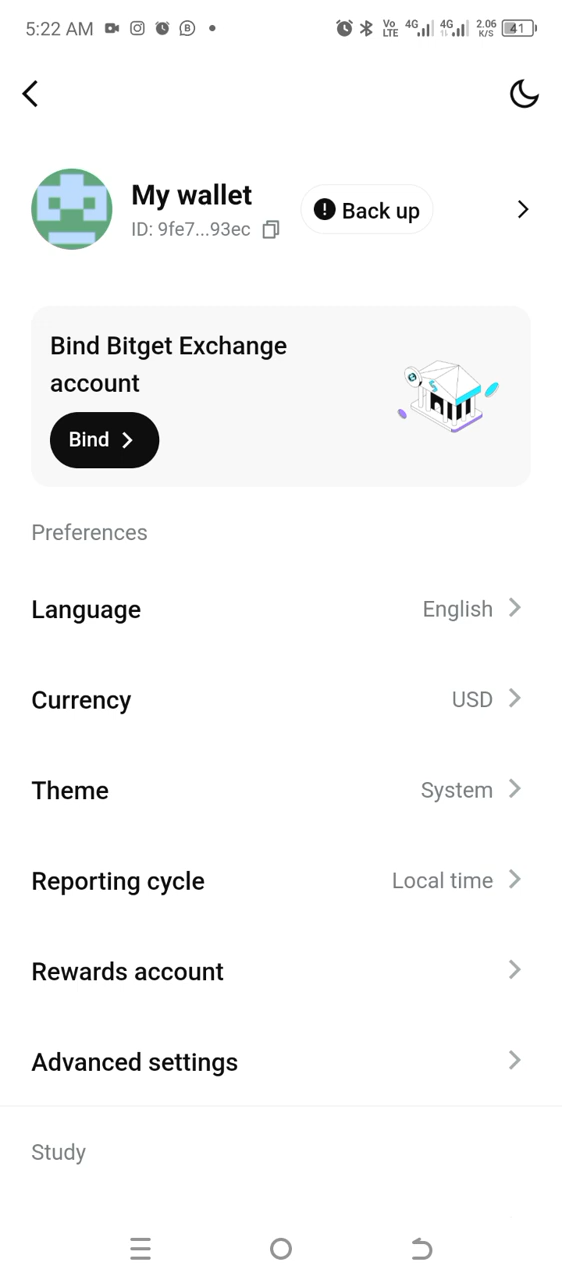 5:22 AM
Vo LTE 4G 4G 2.06 K/S 41
My wallet
ID: 9fe7...93ec
Back up
Bind Bitget Exchange
account
Bind
Preferences
Language English
Currency USD
Theme System
Reporting cycle Local time
Rewards account
Advanced settings
Study